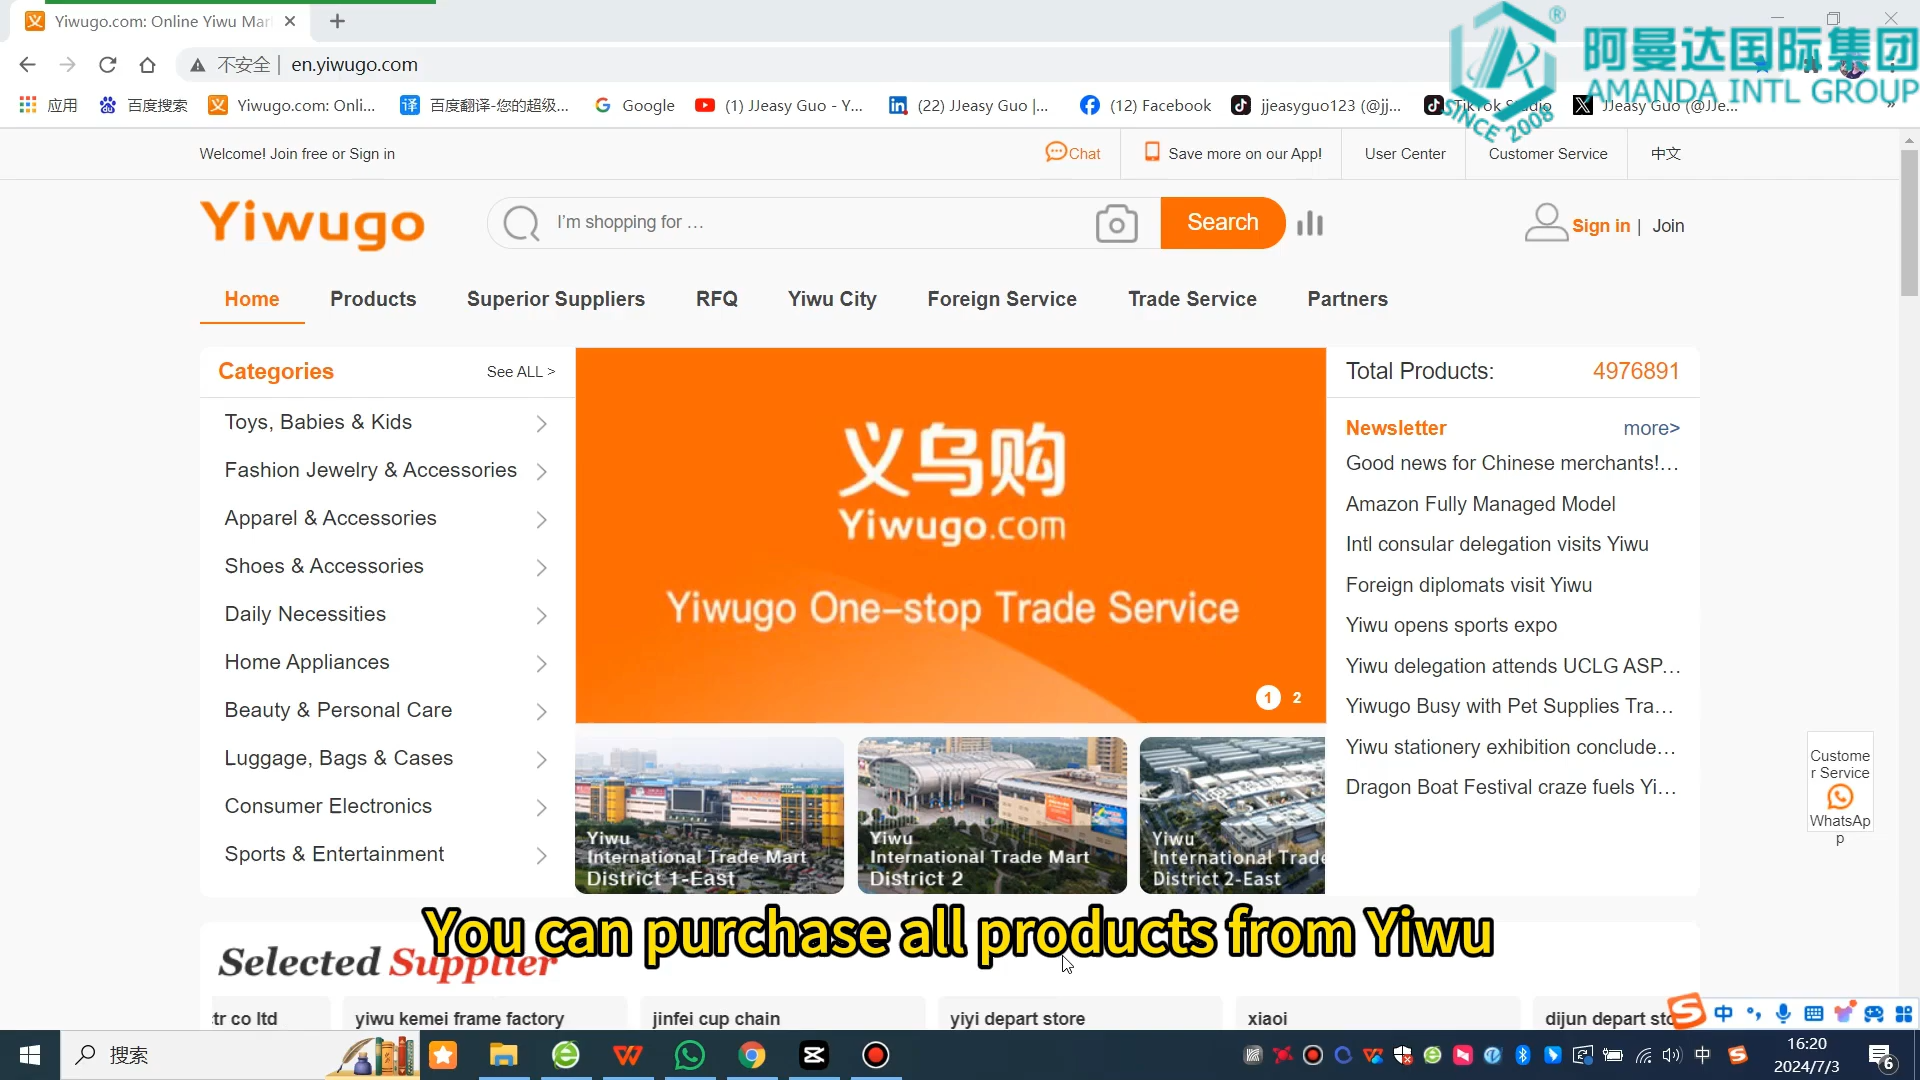 Yiwugo.com: Online Yiwu Mar
不安全 | en.yiwugo.com
应用
百度搜索
Yiwugo.com: Onli...
百度翻译-您的超级...
Google
(1) JJeasy Guo - Y...
(22) JJeasy Guo |...
(12) Facebook
jjeasyguo123 (@jj...
TikTok Studio
JJeasy Guo (@JJe...
阿曼达国际集团
AMANDA INTL GROUP
SINCE 2008
Welcome! Join free or Sign in
Chat
Save more on our App!
User Center
Customer Service
中文
Yiwugo
I'm shopping for ...
Search
Sign in | Join
Home
Products
Superior Suppliers
RFQ
Yiwu City
Foreign Service
Trade Service
Partners
Categories
See ALL >
Toys, Babies & Kids
Fashion Jewelry & Accessories
Apparel & Accessories
Shoes & Accessories
Daily Necessities
Home Appliances
Beauty & Personal Care
Luggage, Bags & Cases
Consumer Electronics
Sports & Entertainment
义乌购
Yiwugo.com
Yiwugo One-stop Trade Service
1 2
Yiwu
International Trade Mart
District 1-East
Yiwu
International Trade Mart
District 2
Yiwu
International Trade
District 2-East
Total Products: 4976891
Newsletter
more>
Good news for Chinese merchants!...
Amazon Fully Managed Model
Intl consular delegation visits Yiwu
Foreign diplomats visit Yiwu
Yiwu opens sports expo
Yiwu delegation attends UCLG ASP...
Yiwugo Busy with Pet Supplies Tra...
Yiwu stationery exhibition conclude...
Dragon Boat Festival craze fuels Yi...
Custome
r Service
WhatsAp
p
You can purchase all products from Yiwu
Selected Supplier
ctr co ltd
yiwu kemei frame factory
jinfei cup chain
yiyi depart store
xiaoi
dijun depart sto
中
搜索
中
16:20
2024/7/3
6